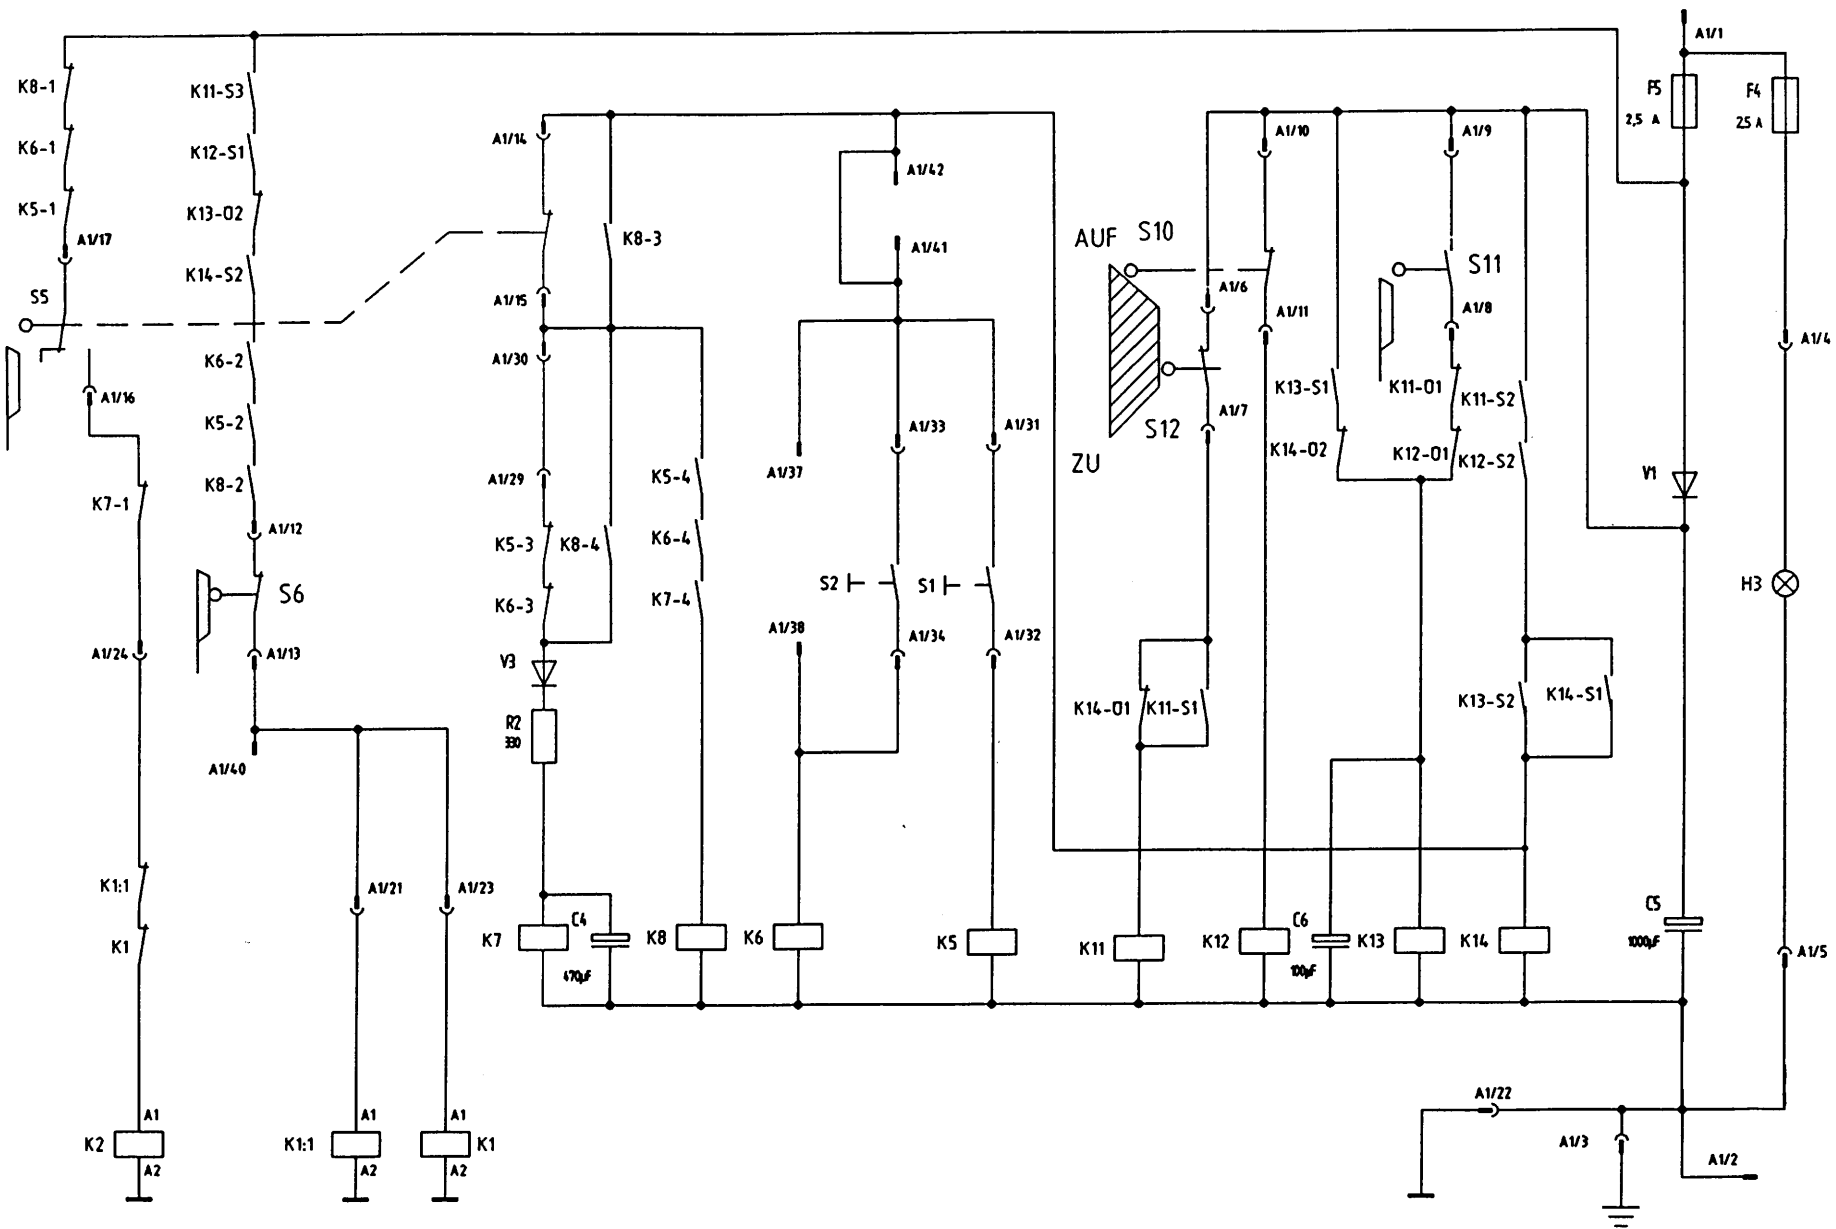 A1/1
K8-1
K11-S3
F5
2,5 A
F4
25 A
A1/14
A1/10
A1/9
K6-1
K12-S1
A1/42
K5-1
K13-O2
A1/17
K8-3
A1/41
AUF
S10
S11
K14-S2
S5
A1/15
A1/6
A1/11
A1/8
A1/4
K6-2
A1/30
A1/16
K13-S1
K11-O1
K11-S2
K5-2
A1/33
A1/31
A1/7
S12
ZU
K14-O2
K12-O1
K12-S2
K7-1
K8-2
A1/29
K5-4
A1/37
V1
A1/12
K5-3
K8-4
K6-4
S6
K6-3
K7-4
S2
S1
H3
A1/24
A1/13
A1/38
A1/34
A1/32
V3
K14-O1
K11-S1
K13-S2
K14-S1
R2
330
A1/40
K1:1
A1/21
A1/23
K1
K7
C4
470µF
K8
K6
K5
K11
K12
C6
100µF
K13
K14
C5
1000µF
A1/5
A1/22
A1
A1
A1
K2
K1:1
K1
A2
A2
A2
A1/3
A1/2